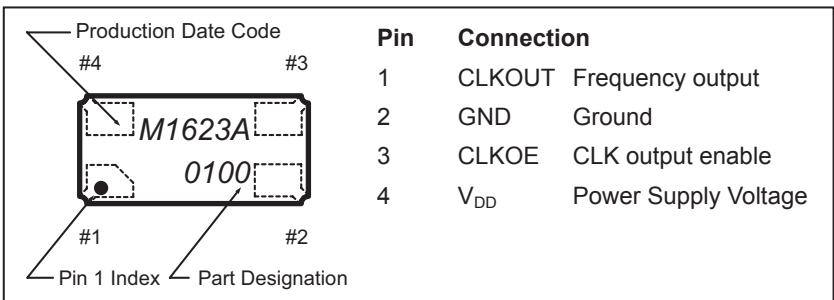 Production Date Code
#4 #3
M1623A
0100
#1 #2
Pin 1 Index Part Designation
Pin Connection
1 CLKOUT Frequency output
2 GND Ground
3 CLKOE CLK output enable
4 VDD Power Supply Voltage